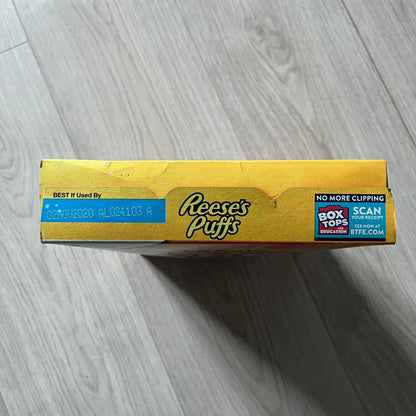 BEST If Used By
02NOV2020 AL024103 A
Reese's
Puffs
NO MORE CLIPPING
BOX
TOPS
FOR
EDUCATION
SCAN
YOUR RECEIPT
SEE HOW AT
BTFE.COM